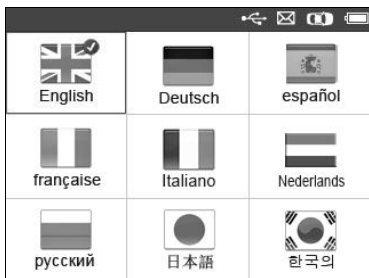 English
Deutsch
español
française
Italiano
Nederlands
русский
日本語
한국의